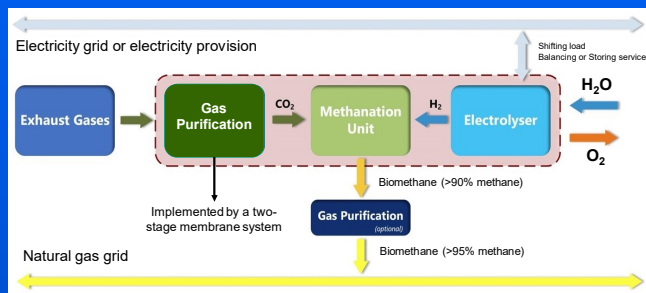 Electricity grid or electricity provision
Shifting load
Balancing or Storing service
Exhaust Gases
Gas
Purification
CO₂
Methanation
Unit
H₂
Electrolyser
H₂O
O₂
Implemented by a two-
stage membrane system
Biomethane (>90% methane)
Gas Purification
(optional)
Biomethane (>95% methane)
Natural gas grid